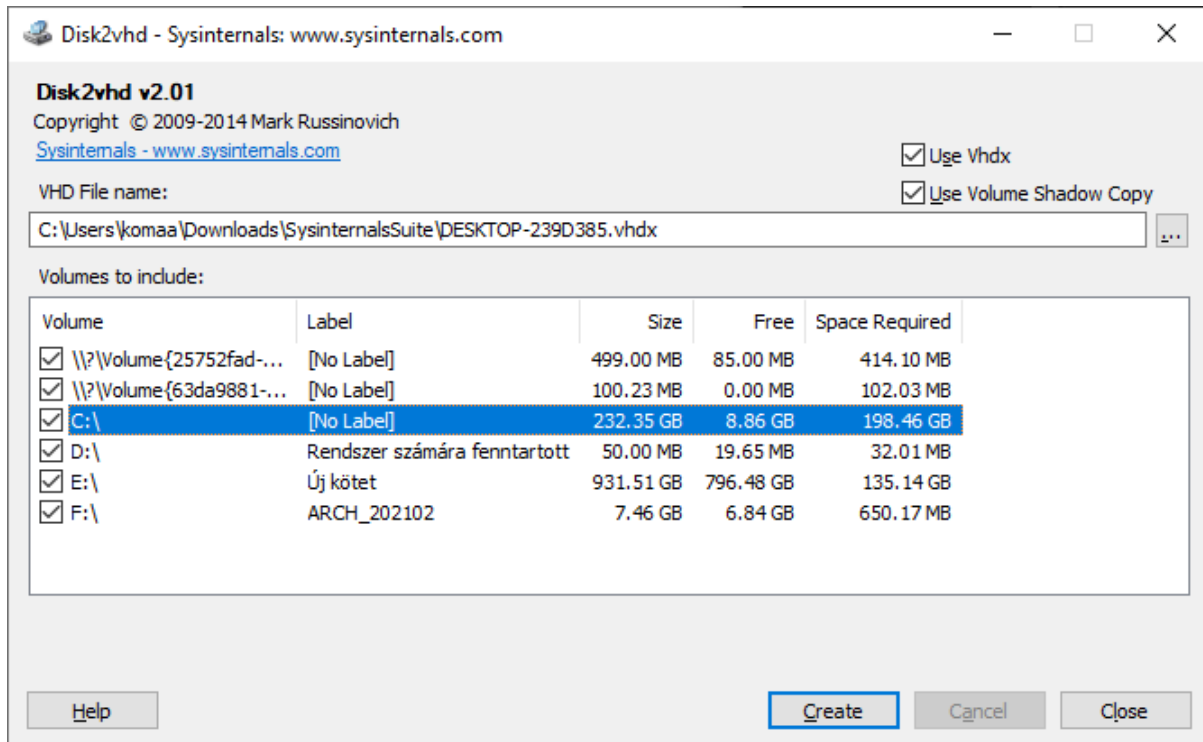 Disk2vhd - Sysinternals: www.sysinternals.com
Disk2vhd v2.01
Copyright © 2009-2014 Mark Russinovich
Sysinternals - www.sysinternals.com
Use Vhdx
VHD File name:
Use Volume Shadow Copy
C:\Users\komaa\Downloads\SysinternalsSuite\DESKTOP-239D385.vhdx
...
Volumes to include:
Volume Label Size Free Space Required
\\?\Volume{25752fad-... [No Label] 499.00 MB 85.00 MB 414.10 MB
\\?\Volume{63da9881-... [No Label] 100.23 MB 0.00 MB 102.03 MB
C:\ [No Label] 232.35 GB 8.86 GB 198.46 GB
D:\ Rendszer számára fenntartott 50.00 MB 19.65 MB 32.01 MB
E:\ Új kötet 931.51 GB 796.48 GB 135.14 GB
F:\ ARCH_202102 7.46 GB 6.84 GB 650.17 MB
Help Create Cancel Close